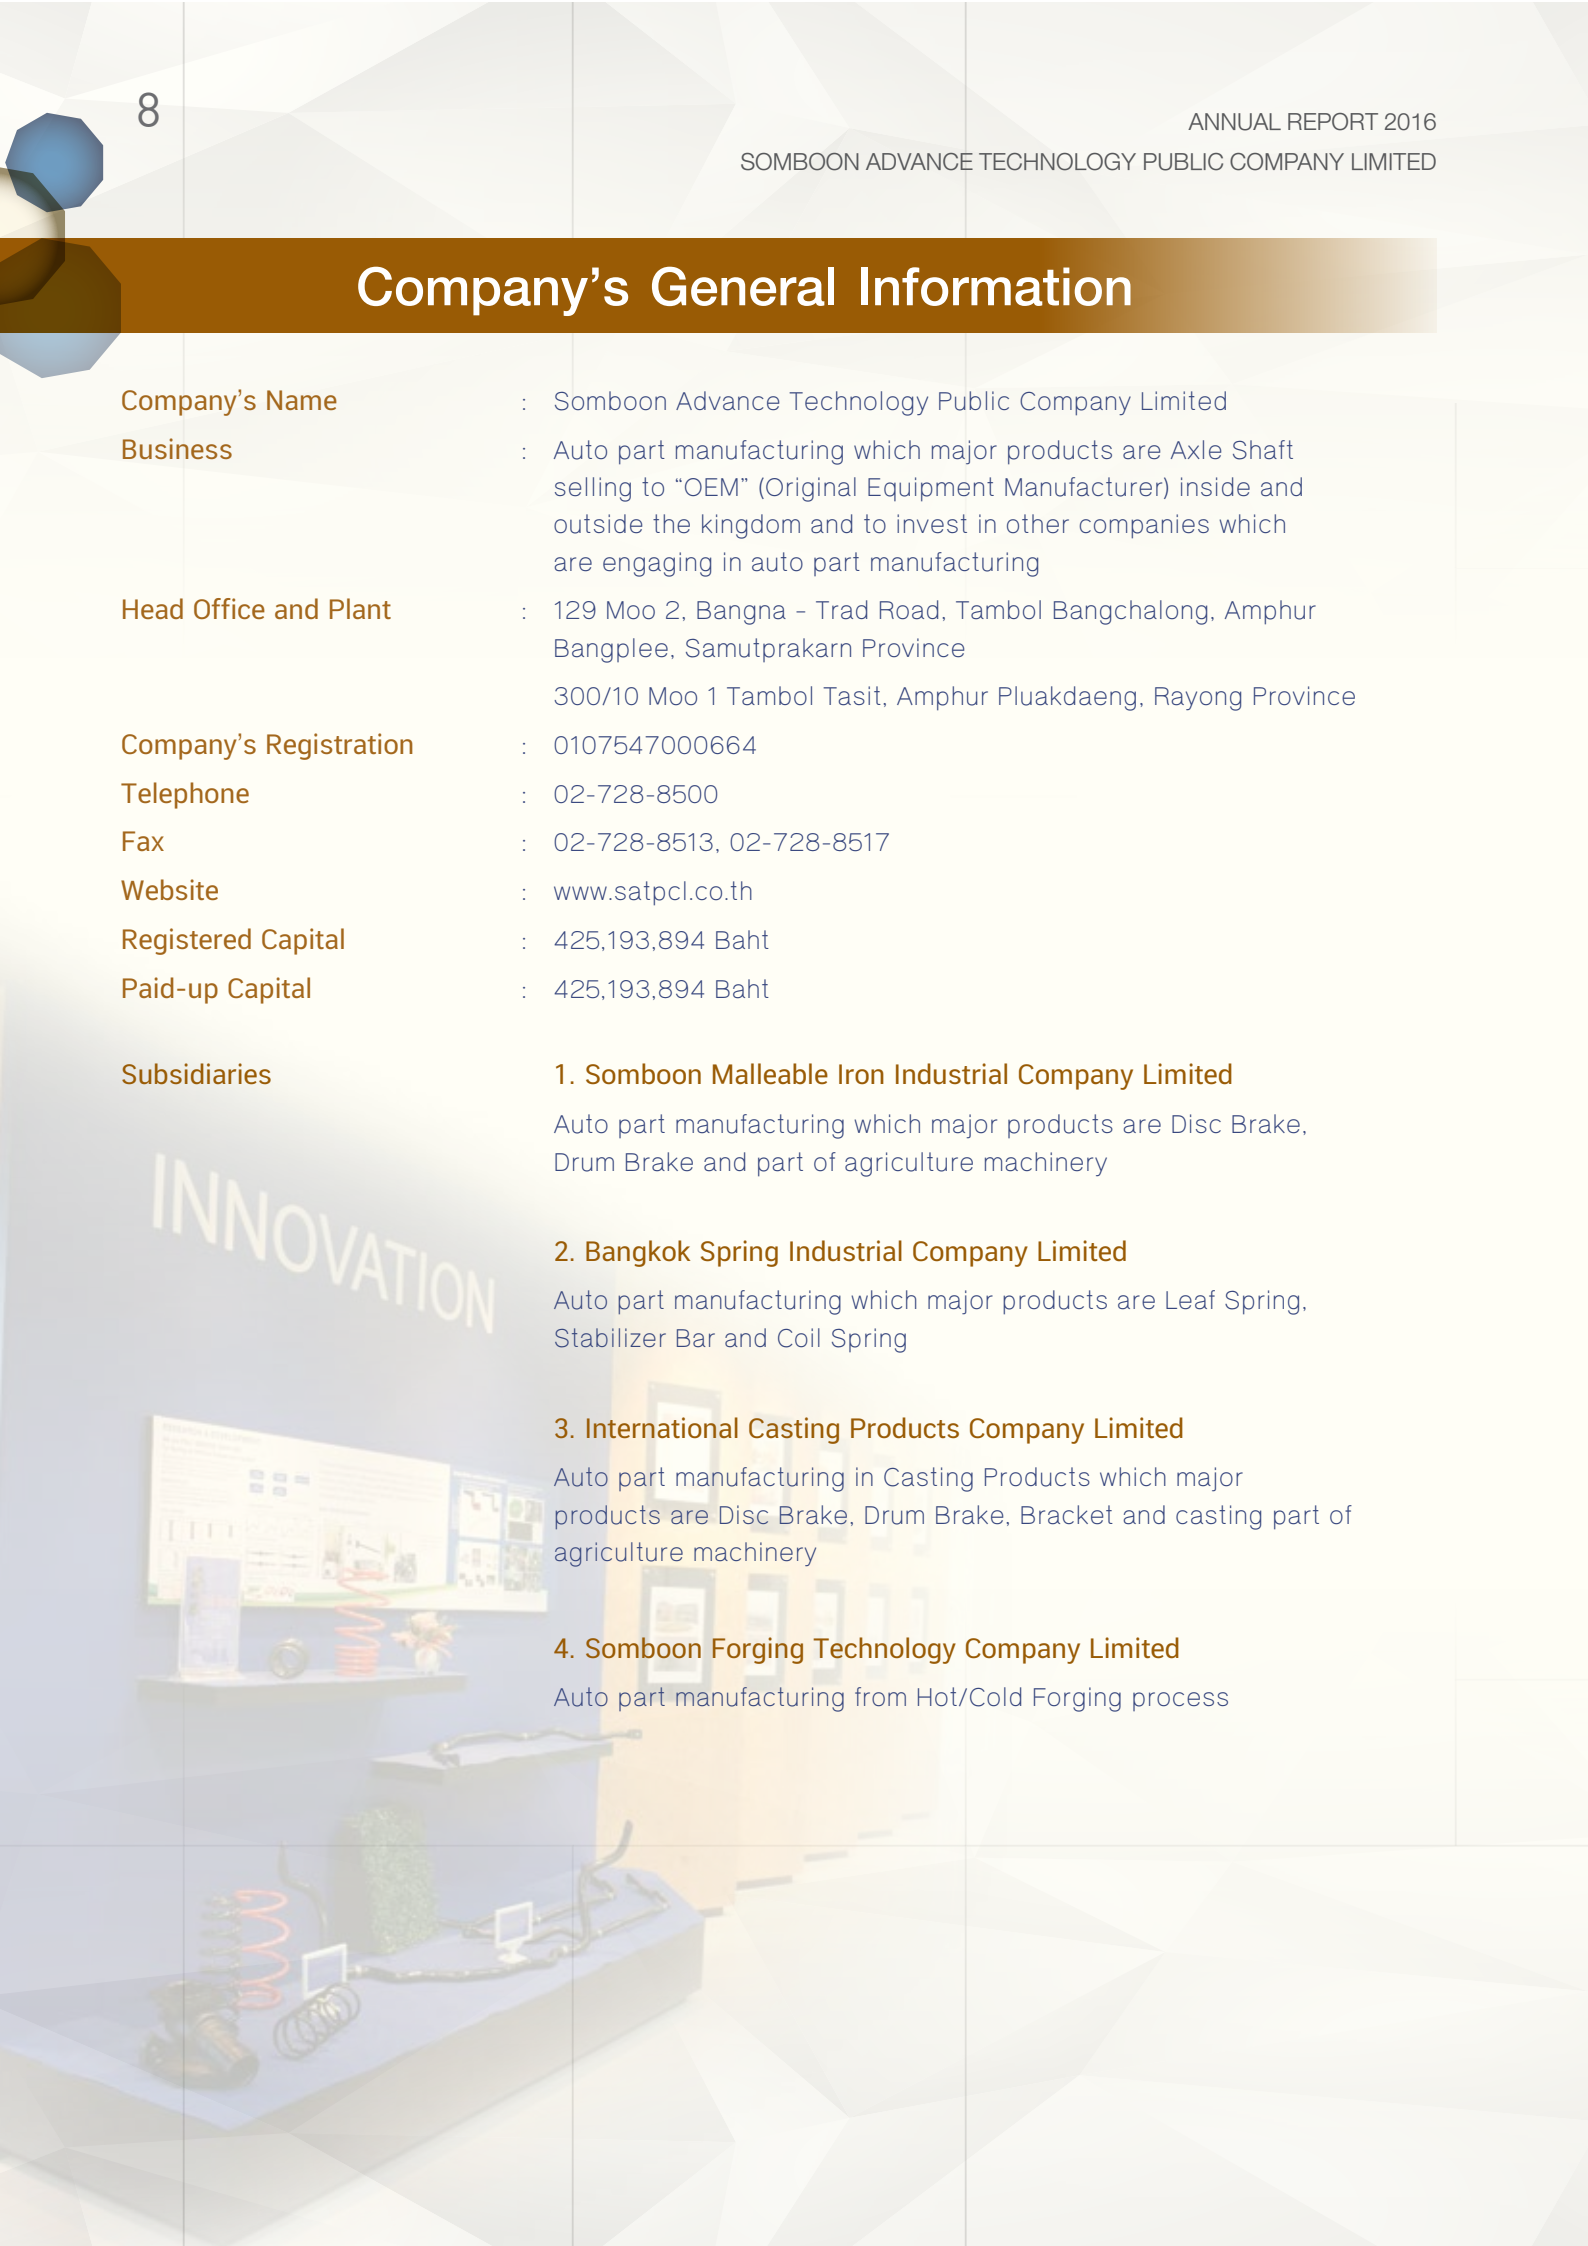 8
ANNUAL REPORT 2016
SOMBOON ADVANCE TECHNOLOGY PUBLIC COMPANY LIMITED
Company's General Information
Company's Name : Somboon Advance Technology Public Company Limited
Business : Auto part manufacturing which major products are Axle Shaft
selling to “OEM” (Original Equipment Manufacturer) inside and
outside the kingdom and to invest in other companies which
are engaging in auto part manufacturing
Head Office and Plant : 129 Moo 2, Bangna - Trad Road, Tambol Bangchalong, Amphur
Bangplee, Samutprakarn Province
300/10 Moo 1 Tambol Tasit, Amphur Pluakdaeng, Rayong Province
Company's Registration : 0107547000664
Telephone : 02-728-8500
Fax : 02-728-8513, 02-728-8517
Website : www.satpcl.co.th
Registered Capital : 425,193,894 Baht
Paid-up Capital : 425,193,894 Baht
Subsidiaries 1. Somboon Malleable Iron Industrial Company Limited
Auto part manufacturing which major products are Disc Brake,
Drum Brake and part of agriculture machinery
INNOVATION
2. Bangkok Spring Industrial Company Limited
Auto part manufacturing which major products are Leaf Spring,
Stabilizer Bar and Coil Spring
3. International Casting Products Company Limited
Auto part manufacturing in Casting Products which major
products are Disc Brake, Drum Brake, Bracket and casting part of
agriculture machinery
4. Somboon Forging Technology Company Limited
Auto part manufacturing from Hot/Cold Forging process